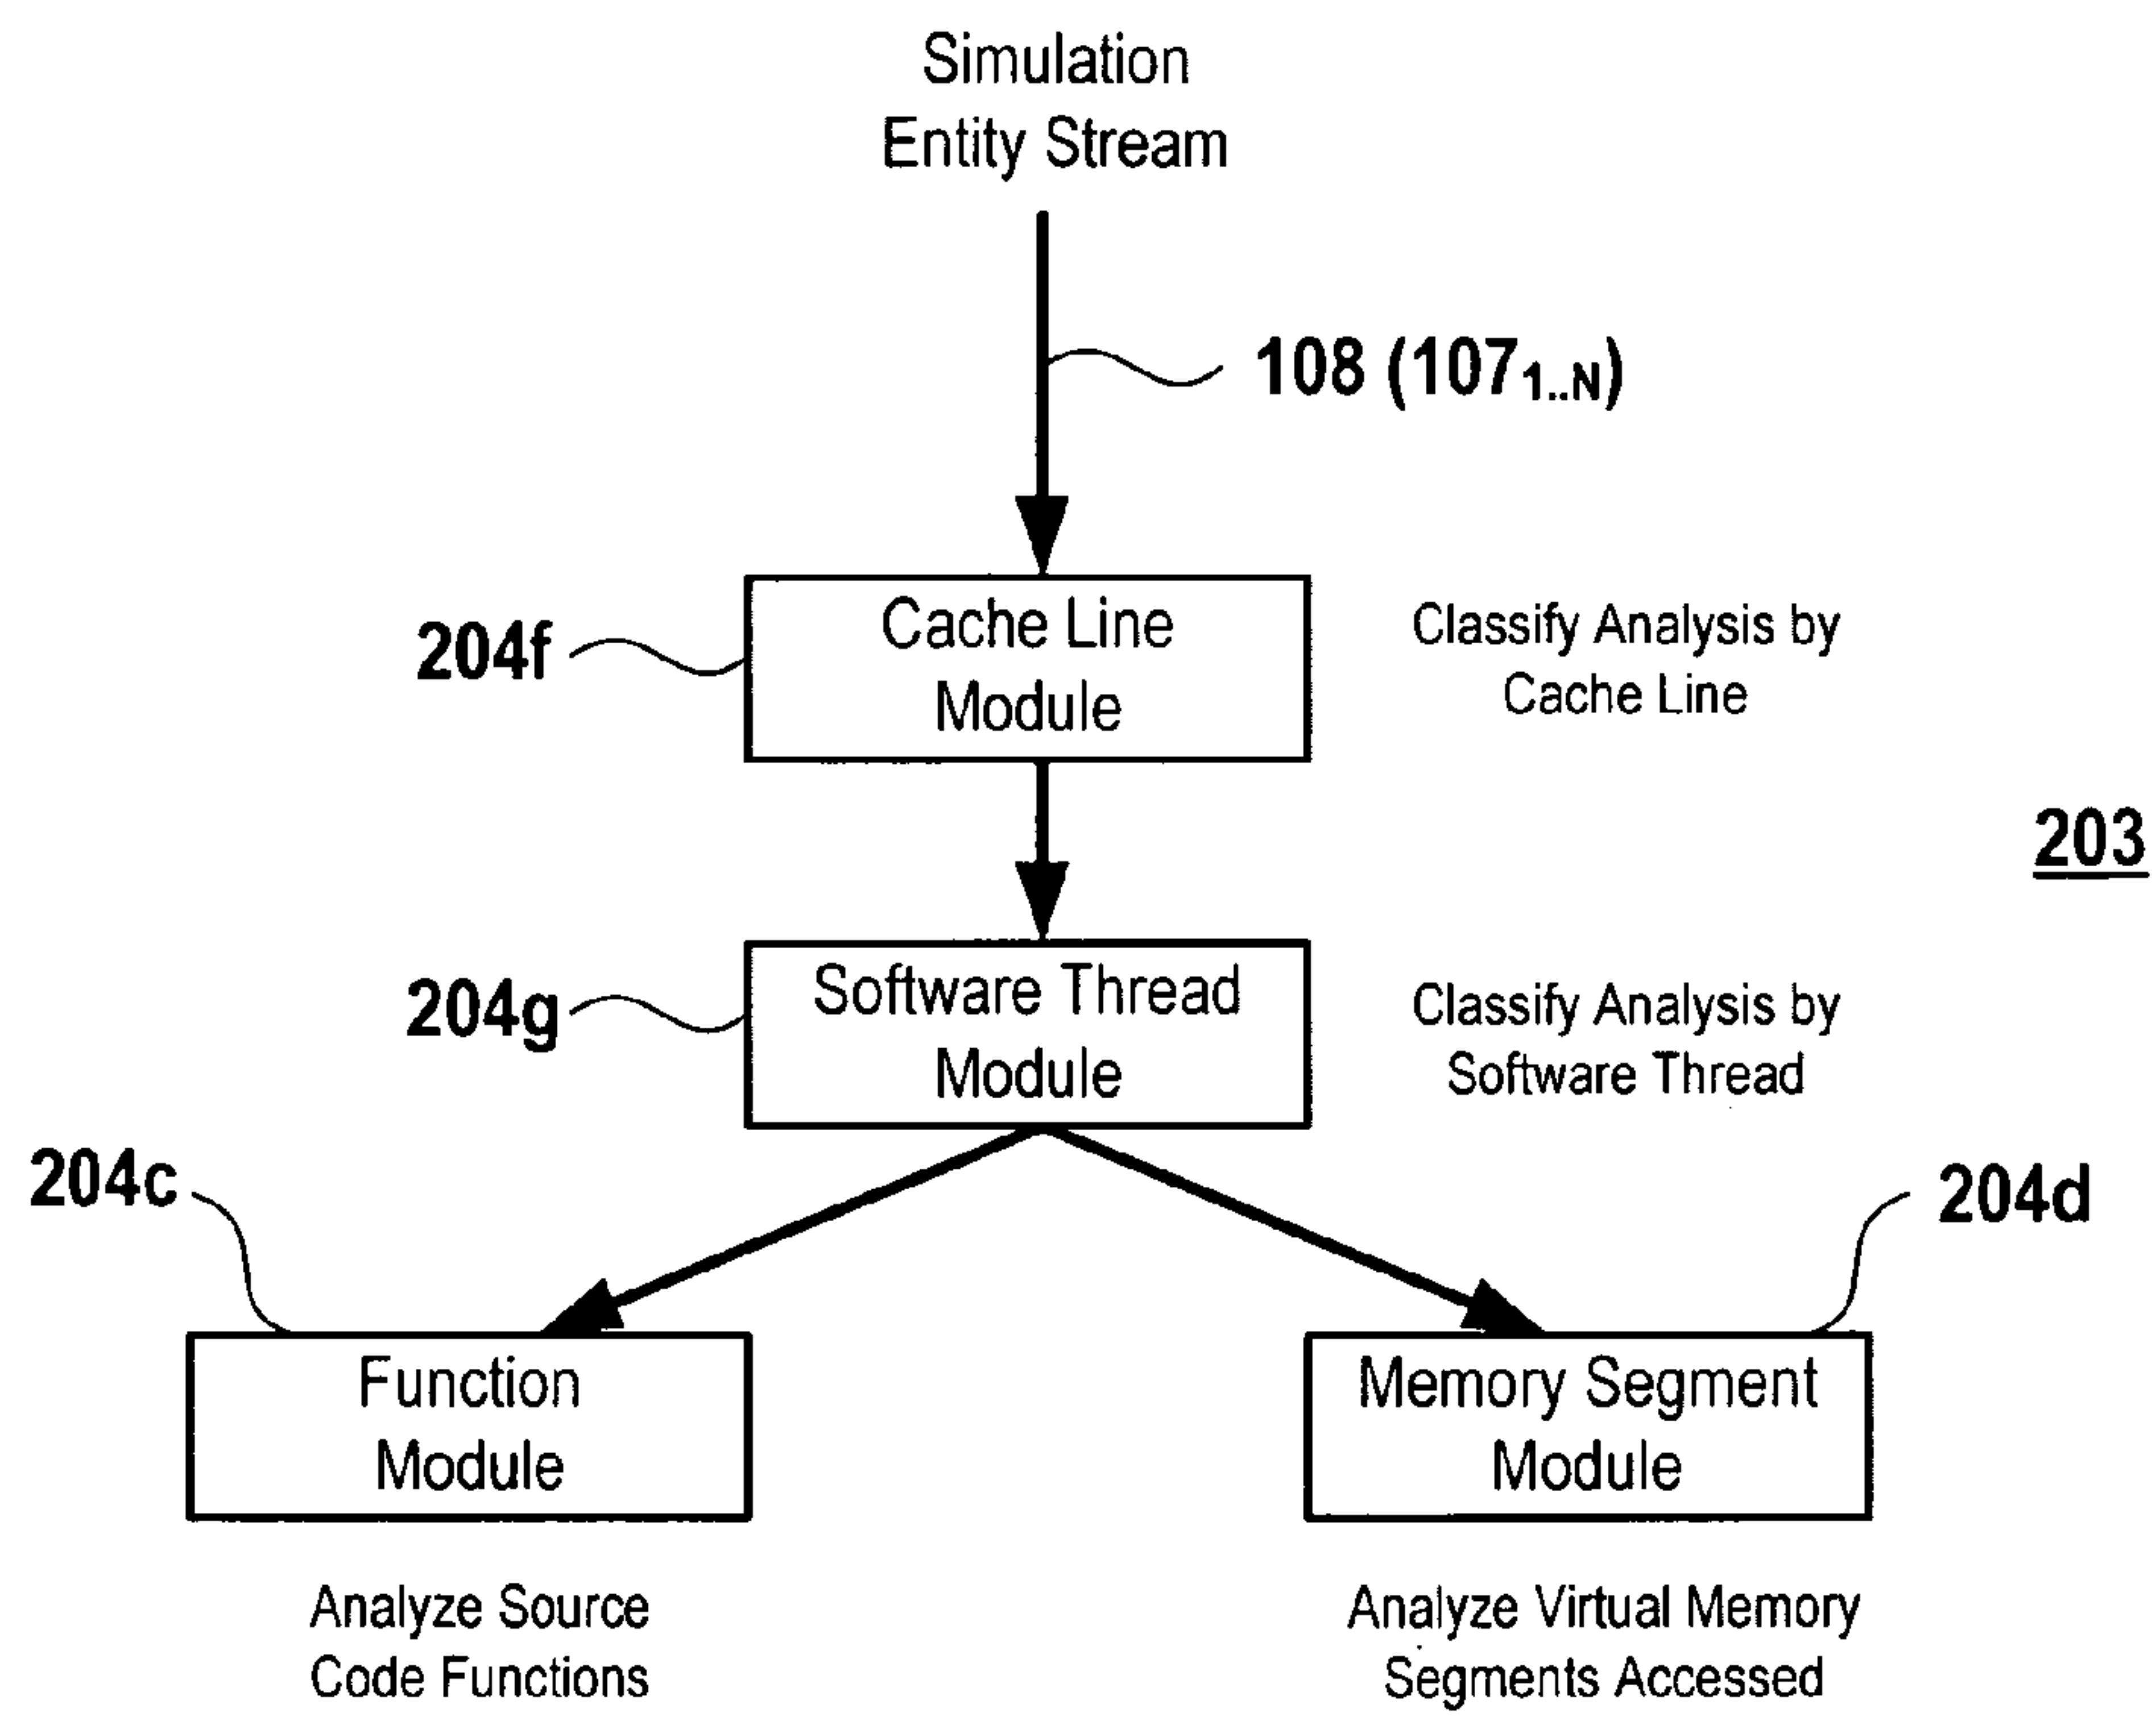 Simulation
Entity Stream
108 (107₁..N)
204f
Cache Line
Module
Classify Analysis by
Cache Line
203
204g
Software Thread
Module
Classify Analysis by
Software Thread
204c
204d
Function
Module
Memory Segment
Module
Analyze Source
Code Functions
Analyze Virtual Memory
Segments Accessed